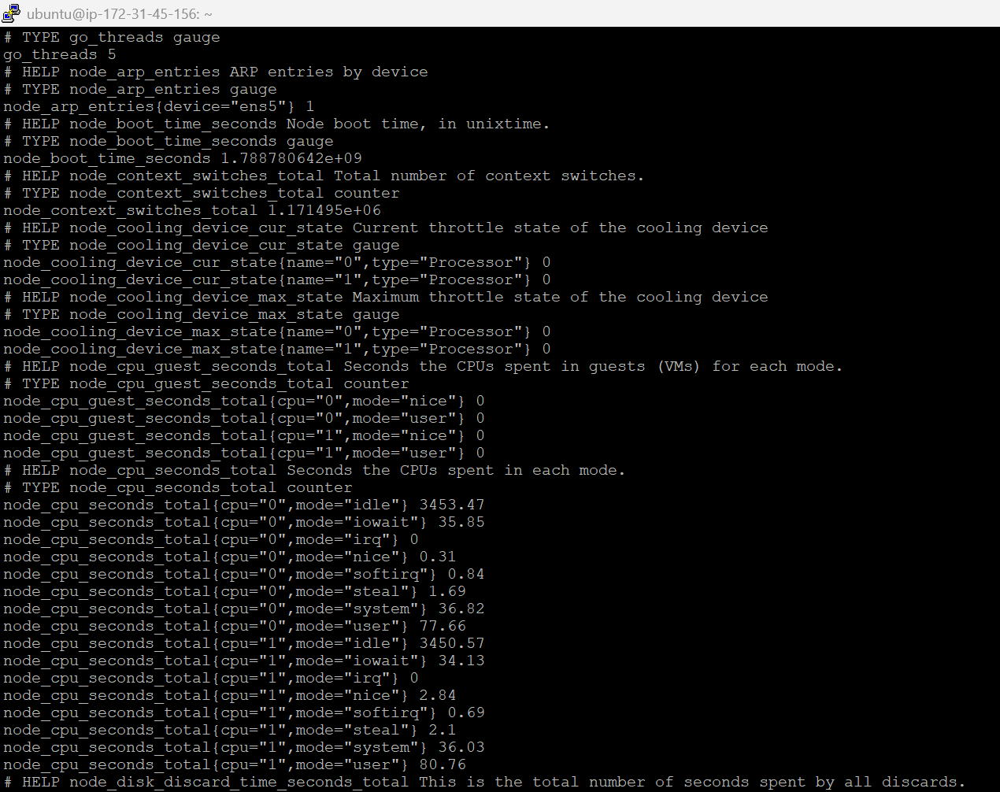 ubuntu@ip-172-31-45-156: ~
# TYPE go_threads gauge
go_threads 5
# HELP node_arp_entries ARP entries by device
# TYPE node_arp_entries gauge
node_arp_entries{device="ens5"} 1
# HELP node_boot_time_seconds Node boot time, in unixtime.
# TYPE node_boot_time_seconds gauge
node_boot_time_seconds 1.788780642e+09
# HELP node_context_switches_total Total number of context switches.
# TYPE node_context_switches_total counter
node_context_switches_total 1.171495e+06
# HELP node_cooling_device_cur_state Current throttle state of the cooling device
# TYPE node_cooling_device_cur_state gauge
node_cooling_device_cur_state{name="0",type="Processor"} 0
node_cooling_device_cur_state{name="1",type="Processor"} 0
# HELP node_cooling_device_max_state Maximum throttle state of the cooling device
# TYPE node_cooling_device_max_state gauge
node_cooling_device_max_state{name="0",type="Processor"} 0
node_cooling_device_max_state{name="1",type="Processor"} 0
# HELP node_cpu_guest_seconds_total Seconds the CPUs spent in guests (VMs) for each mode.
# TYPE node_cpu_guest_seconds_total counter
node_cpu_guest_seconds_total{cpu="0",mode="nice"} 0
node_cpu_guest_seconds_total{cpu="0",mode="user"} 0
node_cpu_guest_seconds_total{cpu="1",mode="nice"} 0
node_cpu_guest_seconds_total{cpu="1",mode="user"} 0
# HELP node_cpu_seconds_total Seconds the CPUs spent in each mode.
# TYPE node_cpu_seconds_total counter
node_cpu_seconds_total{cpu="0",mode="idle"} 3453.47
node_cpu_seconds_total{cpu="0",mode="iowait"} 35.85
node_cpu_seconds_total{cpu="0",mode="irq"} 0
node_cpu_seconds_total{cpu="0",mode="nice"} 0.31
node_cpu_seconds_total{cpu="0",mode="softirq"} 0.84
node_cpu_seconds_total{cpu="0",mode="steal"} 1.69
node_cpu_seconds_total{cpu="0",mode="system"} 36.82
node_cpu_seconds_total{cpu="0",mode="user"} 77.66
node_cpu_seconds_total{cpu="1",mode="idle"} 3450.57
node_cpu_seconds_total{cpu="1",mode="iowait"} 34.13
node_cpu_seconds_total{cpu="1",mode="irq"} 0
node_cpu_seconds_total{cpu="1",mode="nice"} 2.84
node_cpu_seconds_total{cpu="1",mode="softirq"} 0.69
node_cpu_seconds_total{cpu="1",mode="steal"} 2.1
node_cpu_seconds_total{cpu="1",mode="system"} 36.03
node_cpu_seconds_total{cpu="1",mode="user"} 80.76
# HELP node_disk_discard_time_seconds_total This is the total number of seconds spent by all discards.